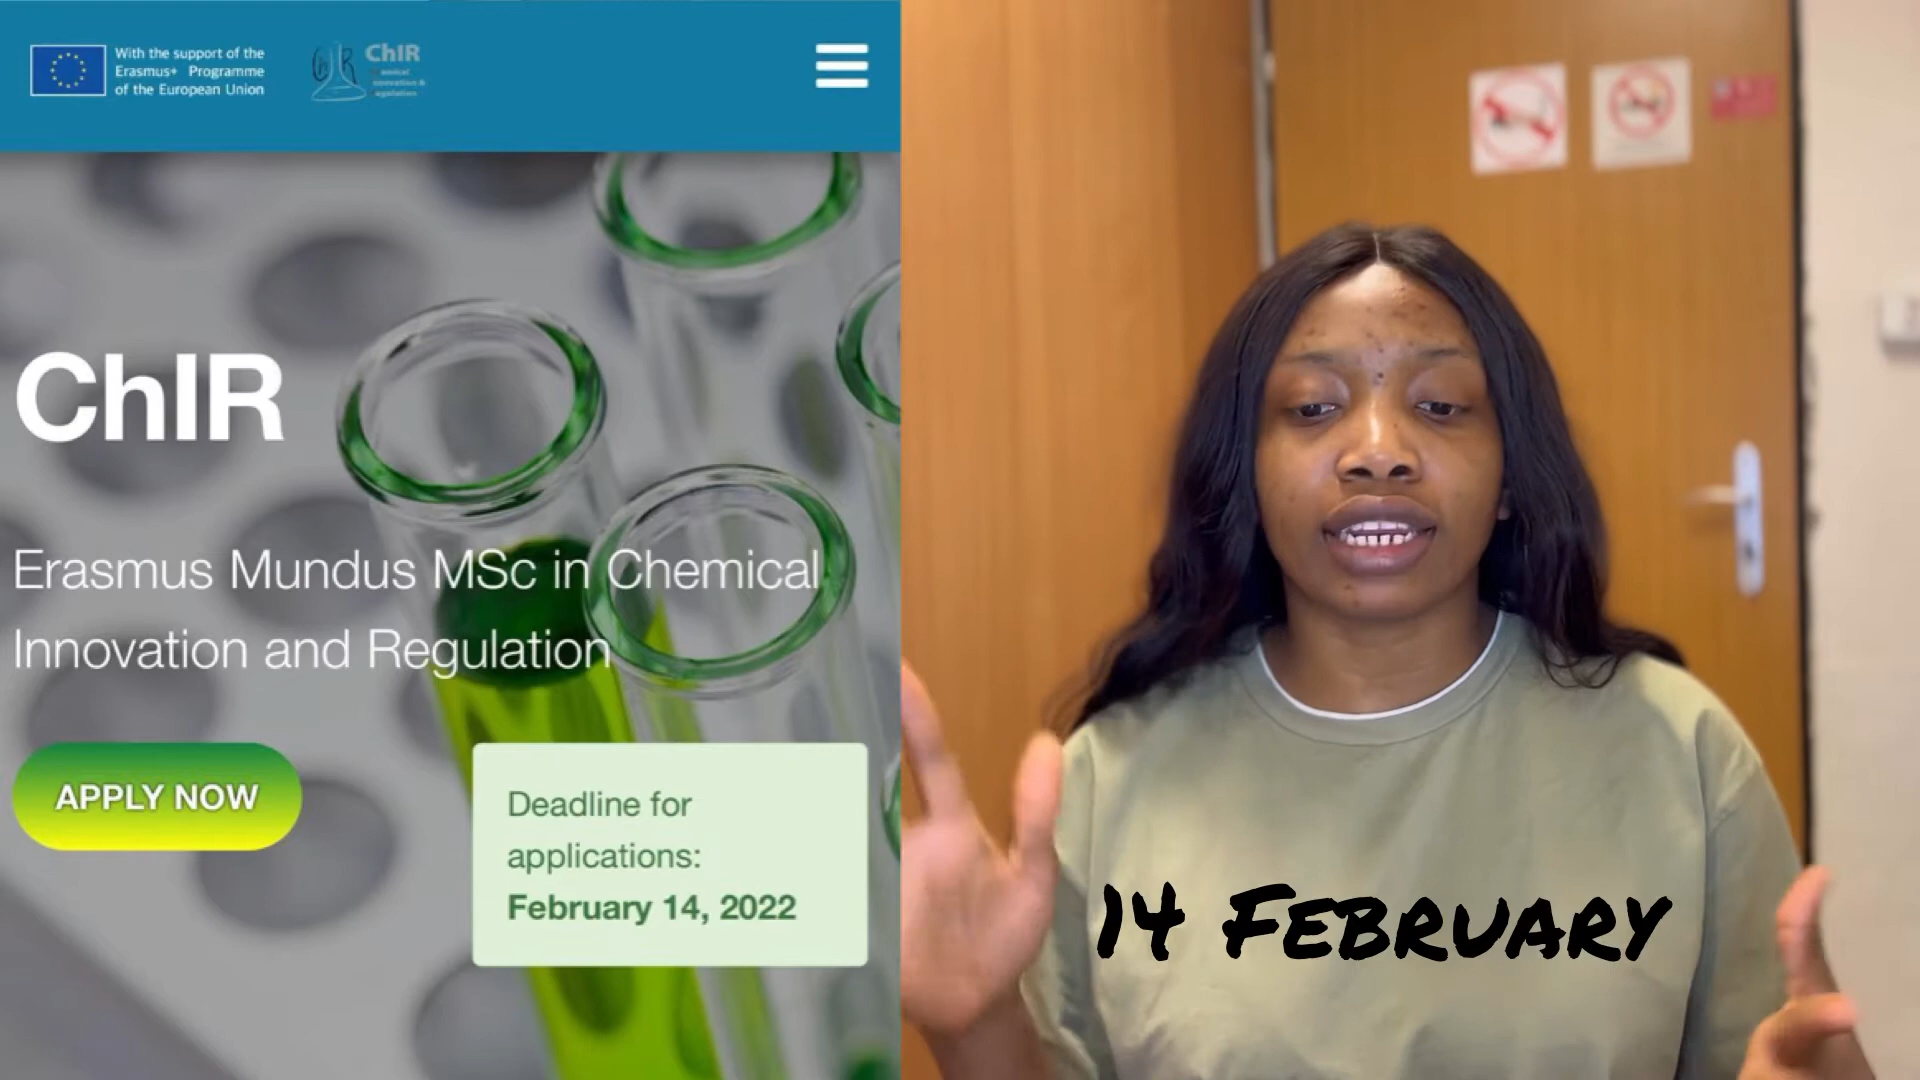 With the support of the
Erasmus+ Programme
of the European Union
ChIR
ChIR
Erasmus Mundus MSc in Chemical
Innovation and Regulation
APPLY NOW
Deadline for
applications:
February 14, 2022
14 February